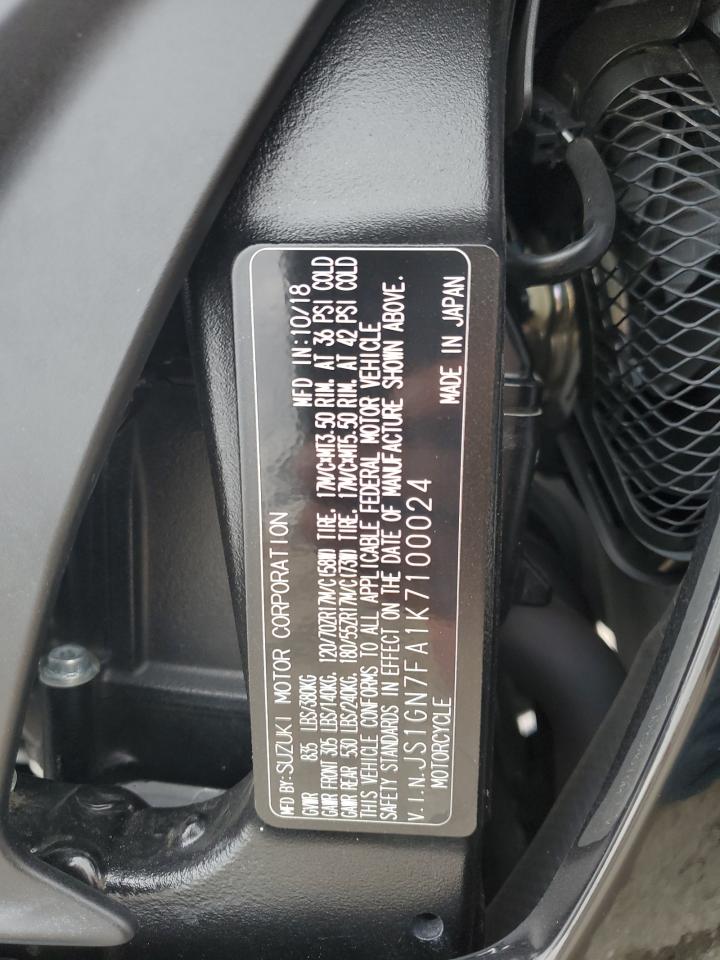 MFD BY:SUZUKI MOTOR CORPORATION MFD IN:10/18
GVWR 835 LBS/380KG
GAWR FRONT 305 LBS/140KG, 120/70ZR17M/C(58W) TIRE, 17M/C×MT3.50 RIM, AT 36 PSI COLD
GAWR REAR 530 LBS/240KG, 180/55ZR17M/C(73W) TIRE, 17M/C×MT5.50 RIM, AT 42 PSI COLD
THIS VEHICLE CONFORMS TO ALL APPLICABLE FEDERAL MOTOR VEHICLE
SAFETY STANDARDS IN EFFECT ON THE DATE OF MANUFACTURE SHOWN ABOVE.
V.I.N.JS1GN7FA1K7100024
MOTORCYCLE MADE IN JAPAN